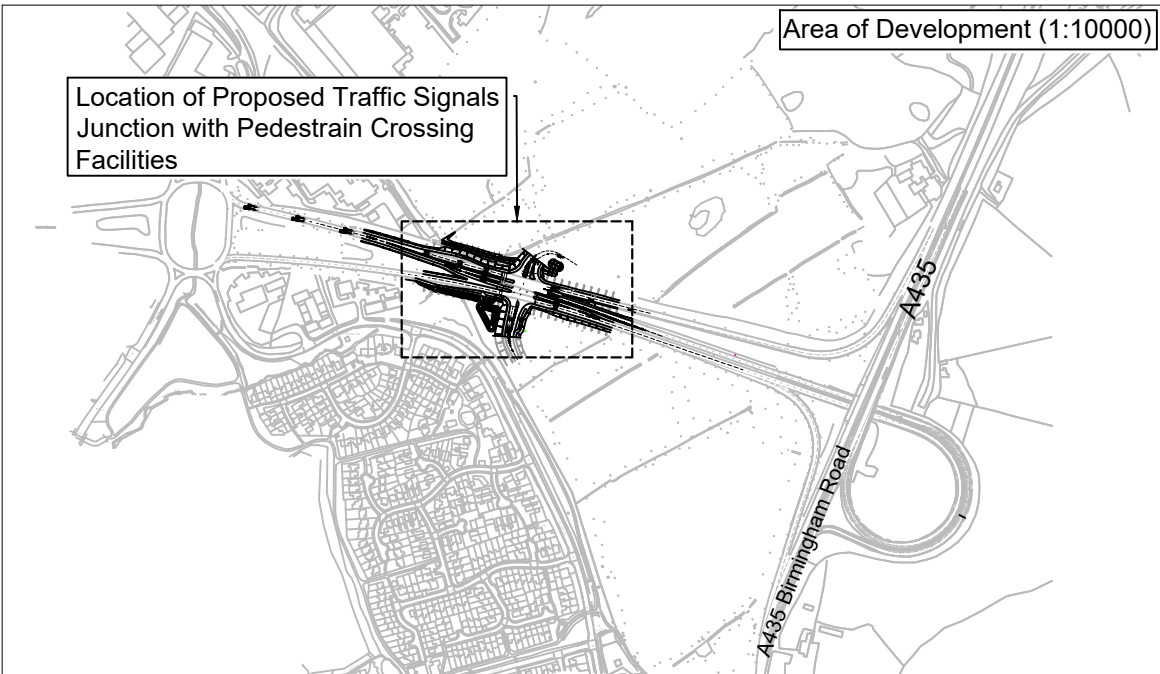 Area of Development (1:10000)
Location of Proposed Traffic Signals
Junction with Pedestrain Crossing
Facilities
A435
A435 Birmingham Road